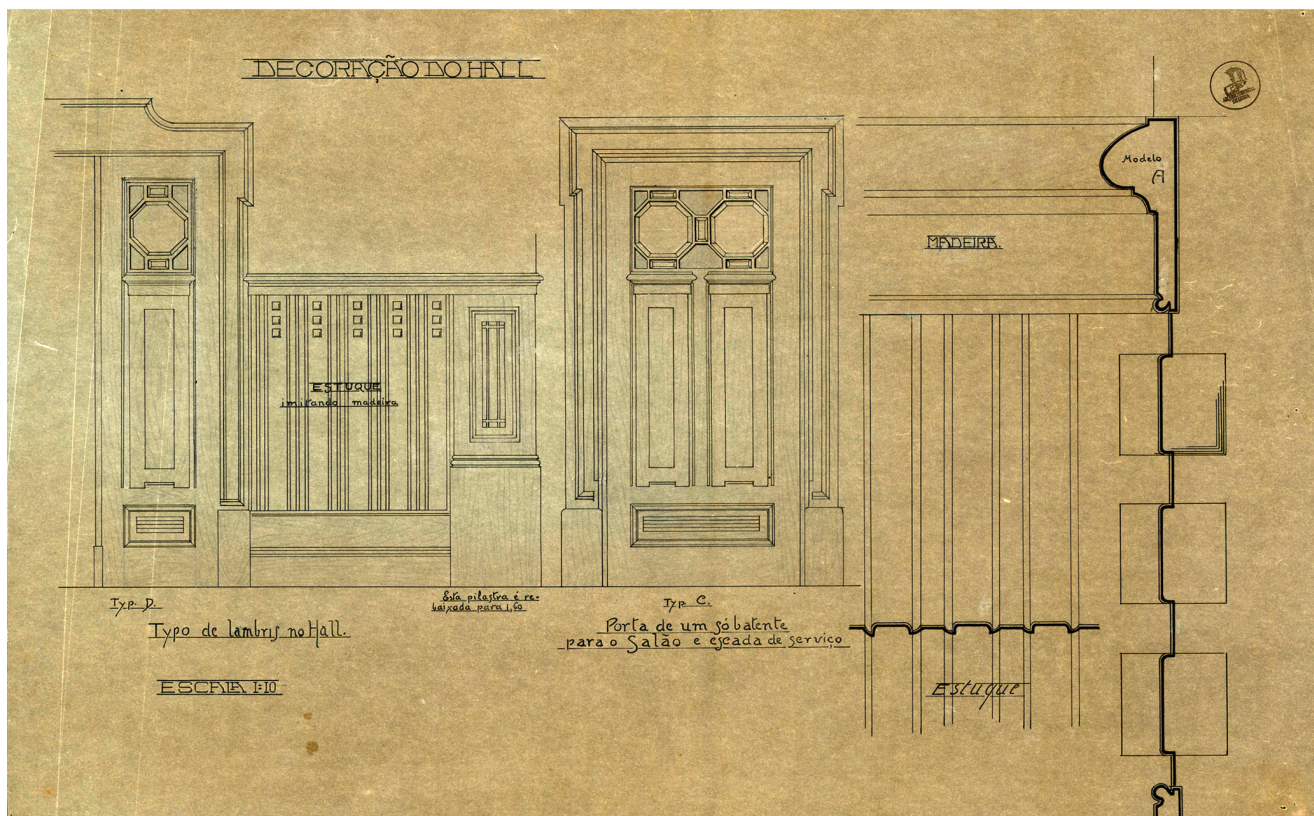 DECORAÇÃO DO HALL
Modelo
A
MADEIRA.
ESTUQUE
imitando madeira
Typ. D.
Esta pilastra é re-
baixada para 1,60
Typ C.
Typo de lambris no Hall.
Porta de um só batente
para o Salão e escada de serviço
ESCALA 1:10
Estuque